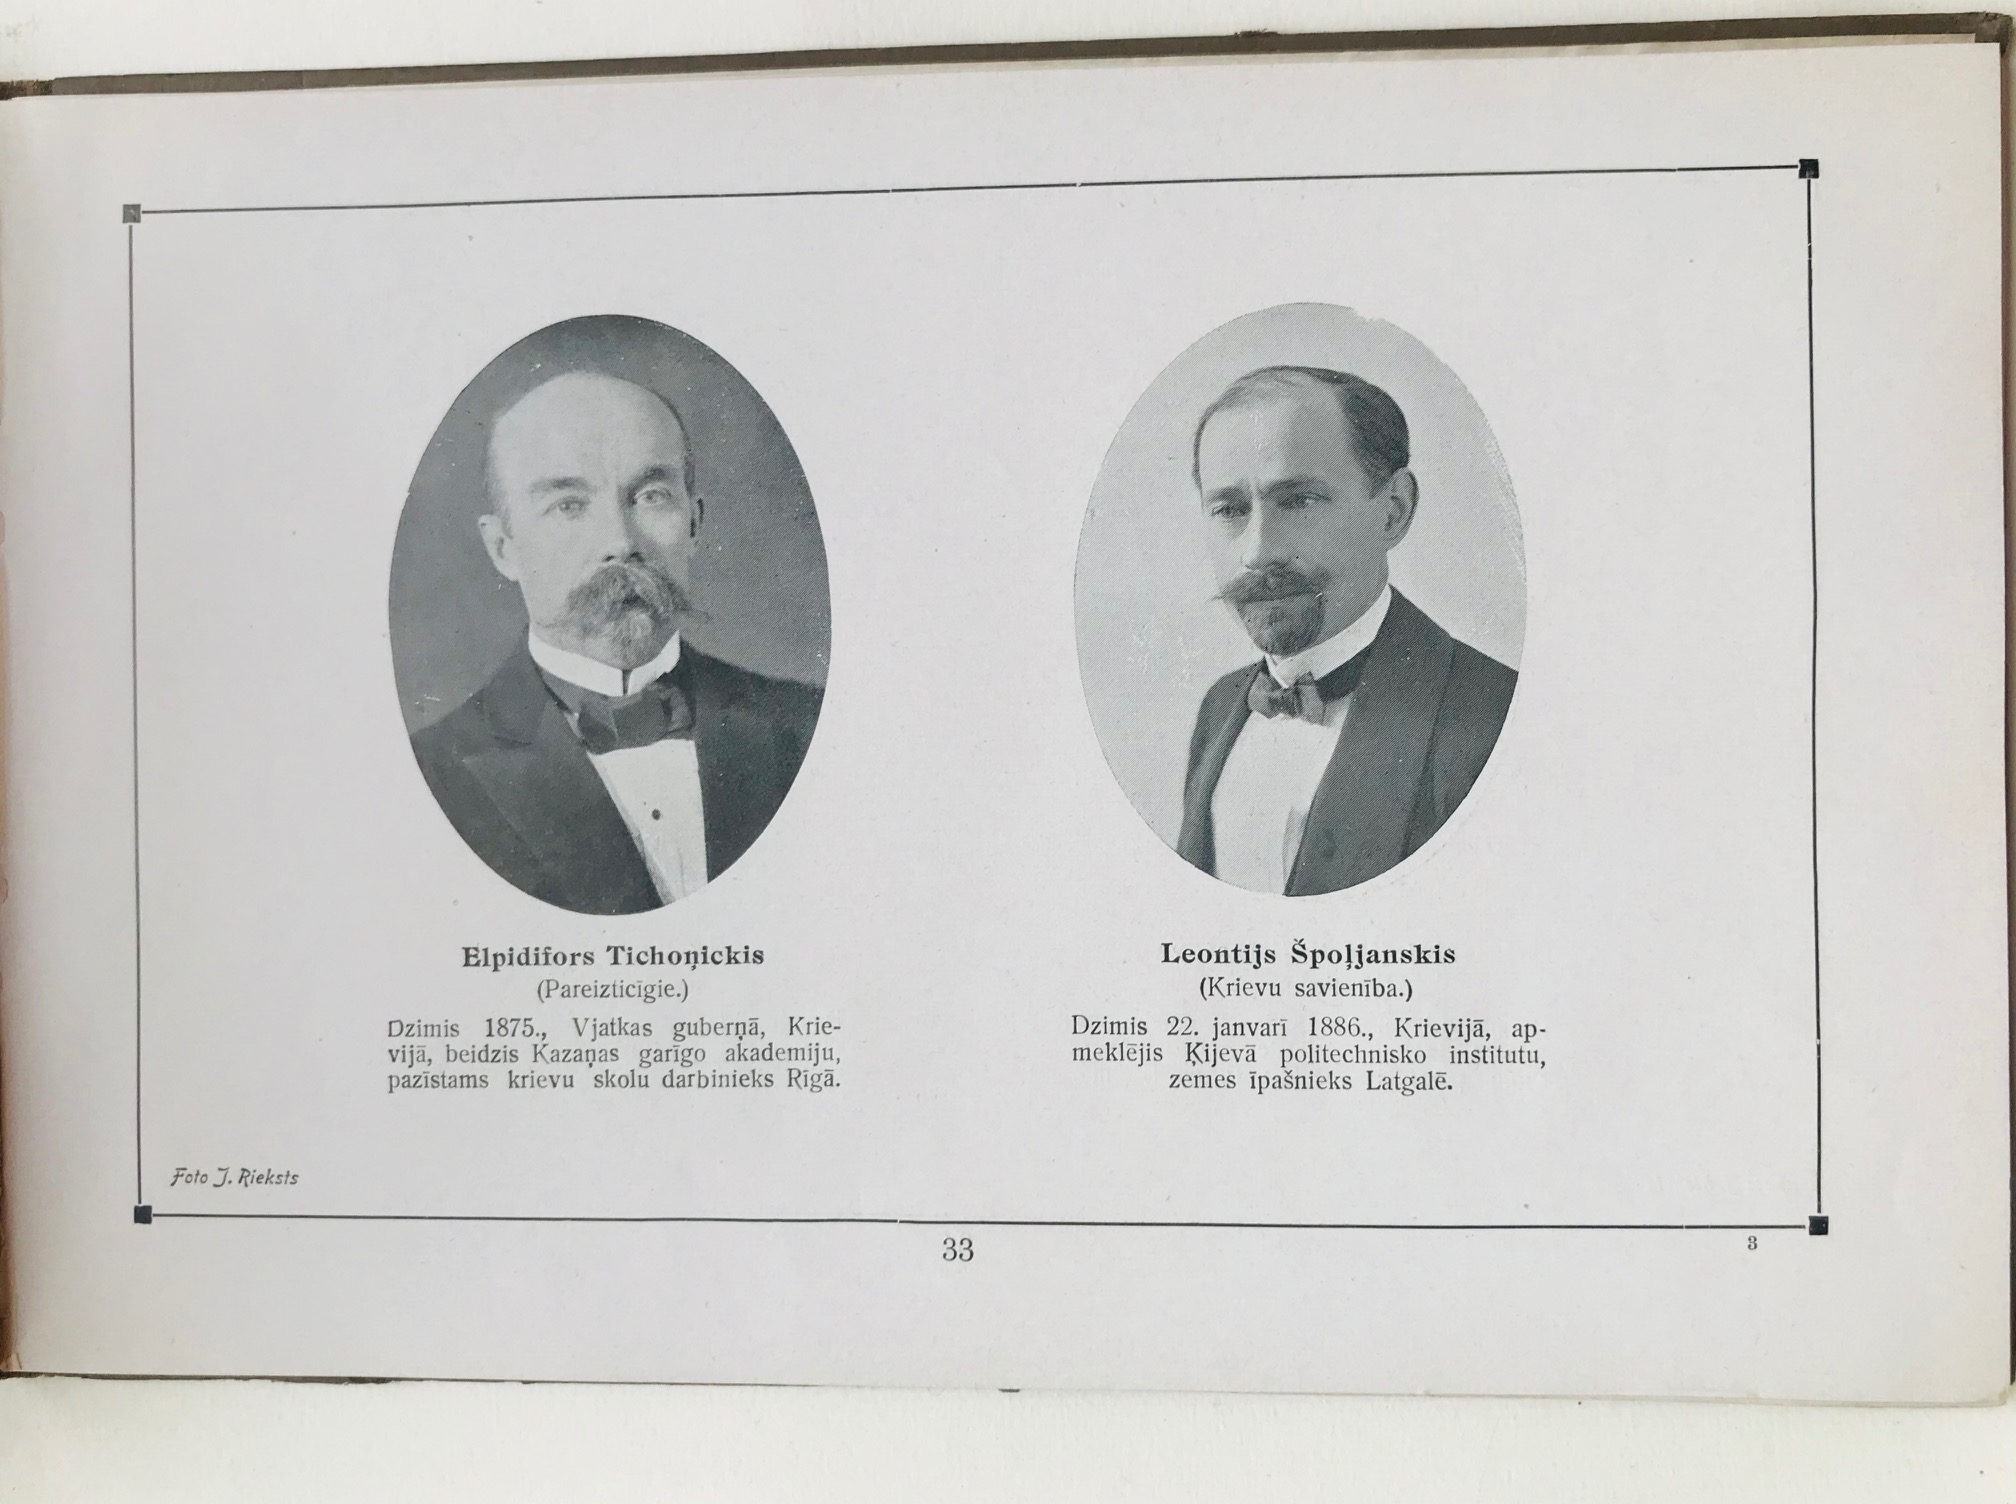 Elpidifors Tichoņickis
(Pareizticīgie.)
Dzimis 1875., Vjatkas guberņā, Krie-
vijā, beidzis Kazaņas garīgo akademiju,
pazīstams krievu skolu darbinieks Rīgā.
Leontijs Špoļjanskis
(Krievu savienība.)
Dzimis 22. janvarī 1886., Krievijā, ap-
meklējis Ķijevā politechnisko institutu,
zemes īpašnieks Latgalē.
Foto J. Rieksts
33
3